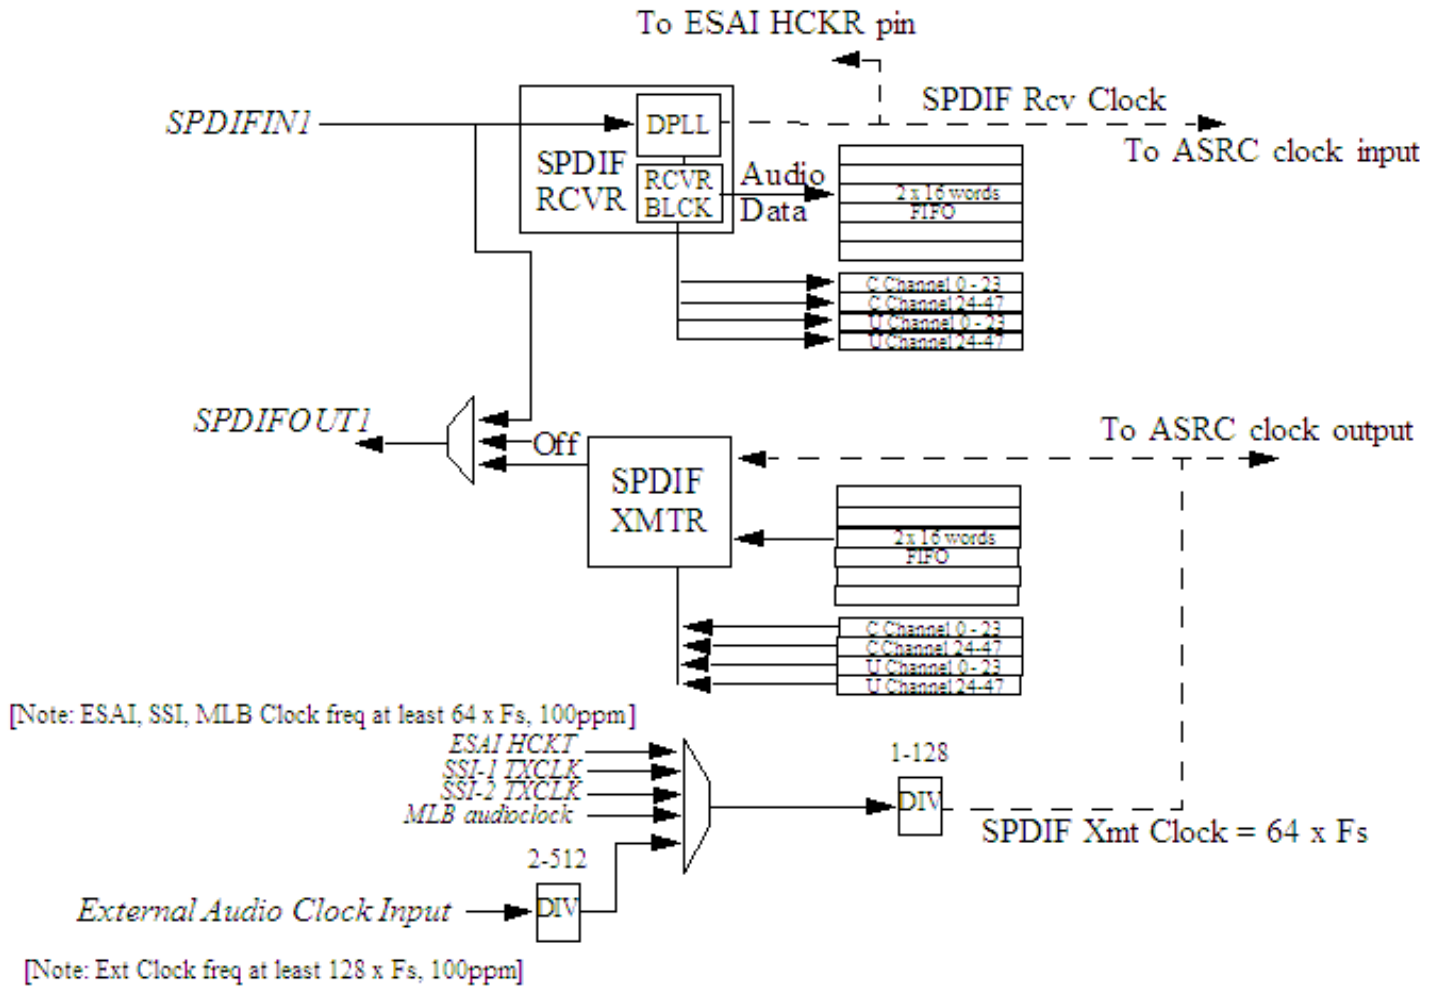 To ESAI HCKR pin
SPDIF Rcv Clock
SPDIFIN1
DPLL
To ASRC clock input
SPDIF
RCVR
RCVR
BLCK
Audio
Data
2 x 16 words
FIFO
C Channel 0 - 23
C Channel 24-47
U Channel 0 - 23
U Channel 24-47
SPDIFOUT1
Off
To ASRC clock output
SPDIF
XMTR
2 x 16 words
FIFO
C Channel 0 - 23
C Channel 24-47
U Channel 0 - 23
U Channel 24-47
[Note: ESAI, SSI, MLB Clock freq at least 64 x Fs, 100ppm]
ESAI HCKT
SSI-1 TXCLK
SSI-2 TXCLK
MLB audioclock
1-128
DIV
SPDIF Xmt Clock = 64 x Fs
2-512
External Audio Clock Input
DIV
[Note: Ext Clock freq at least 128 x Fs, 100ppm]